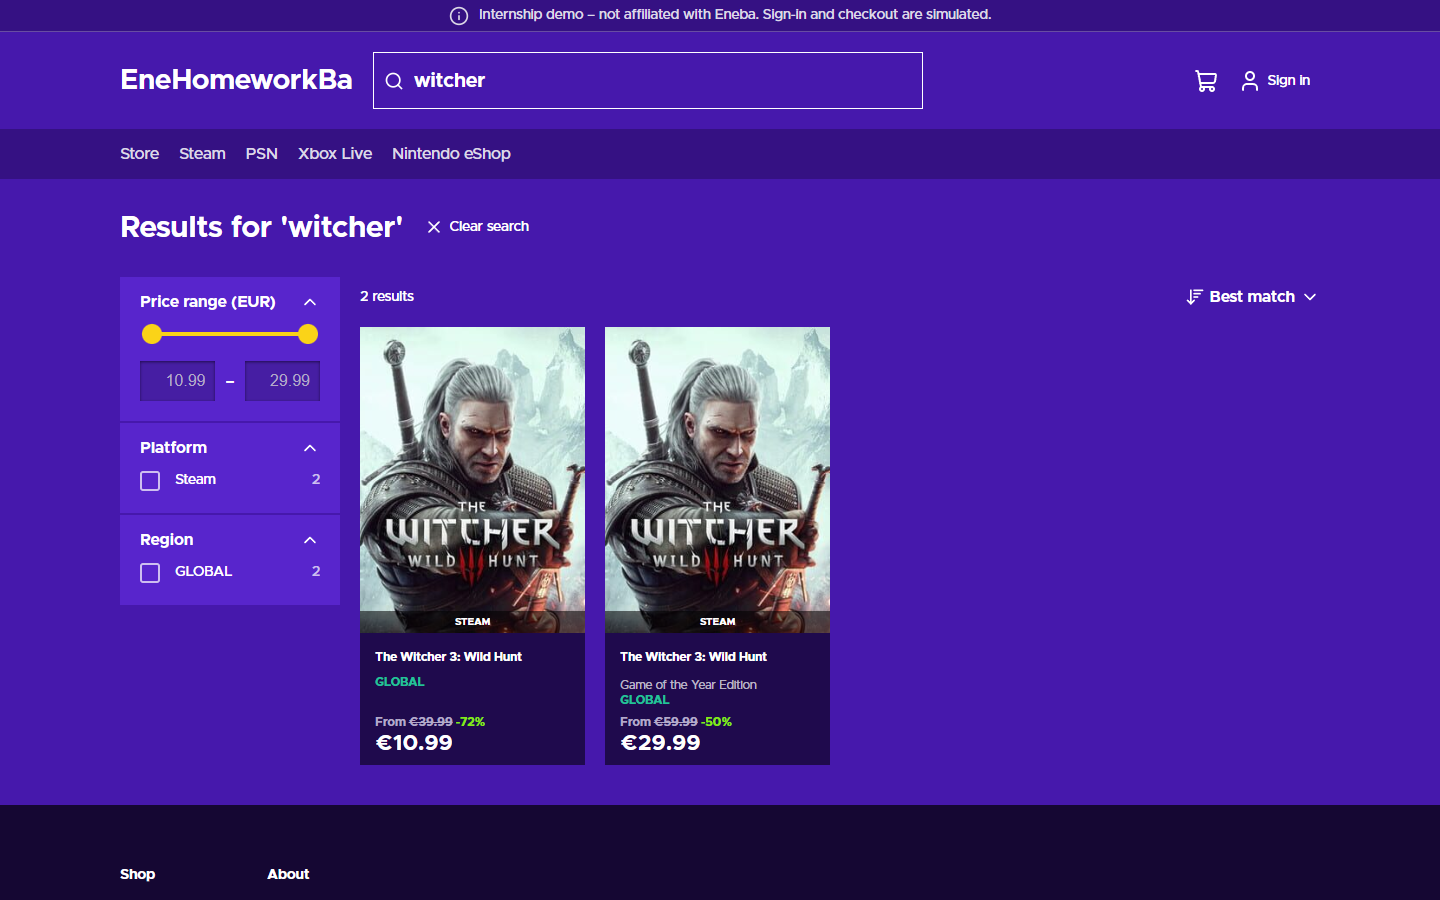 Internship demo – not affiliated with Eneba. Sign-in and checkout are simulated.
EneHomeworkBa
witcher
Sign in
Store Steam PSN Xbox Live Nintendo eShop
Results for 'witcher'
Clear search
Price range (EUR)
10.99 – 29.99
Platform
Steam 2
Region
GLOBAL 2
2 results
Best match
THE
WITCHER
WILD HUNT
STEAM
The Witcher 3: Wild Hunt
GLOBAL
From €39.99 -72%
€10.99
THE
WITCHER
WILD HUNT
STEAM
The Witcher 3: Wild Hunt
Game of the Year Edition
GLOBAL
From €59.99 -50%
€29.99
Shop About